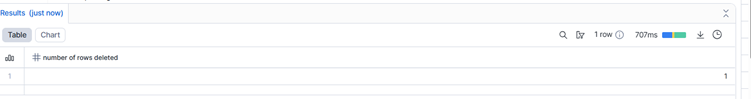 Results (just now)
Table Chart 1 row 707ms
number of rows deleted
1 1